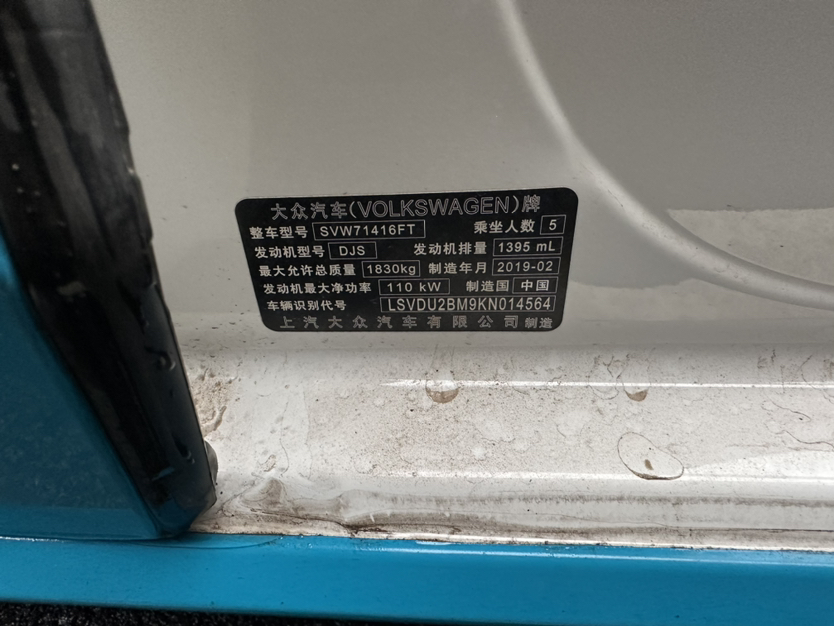 大众汽车(VOLKSWAGEN)牌
整车型号 SVW71416FT 乘坐人数 5
发动机型号 DJS 发动机排量 1395 mL
最大允许总质量 1830kg 制造年月 2019-02
发动机最大净功率 110 kW 制造国 中国
车辆识别代号 LSVDU2BM9KN014564
上汽大众汽车有限公司 制造